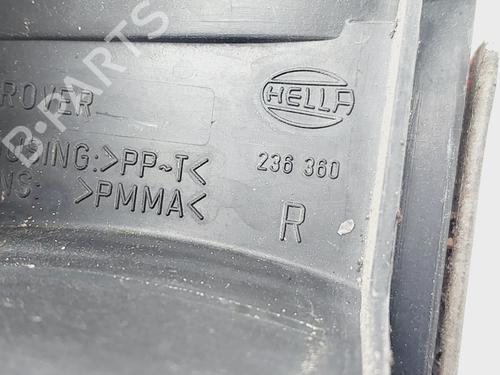 ROVER
HELLA
USING:>PP-T<
236 360
NS: >PMMA<
R
B-PARTS